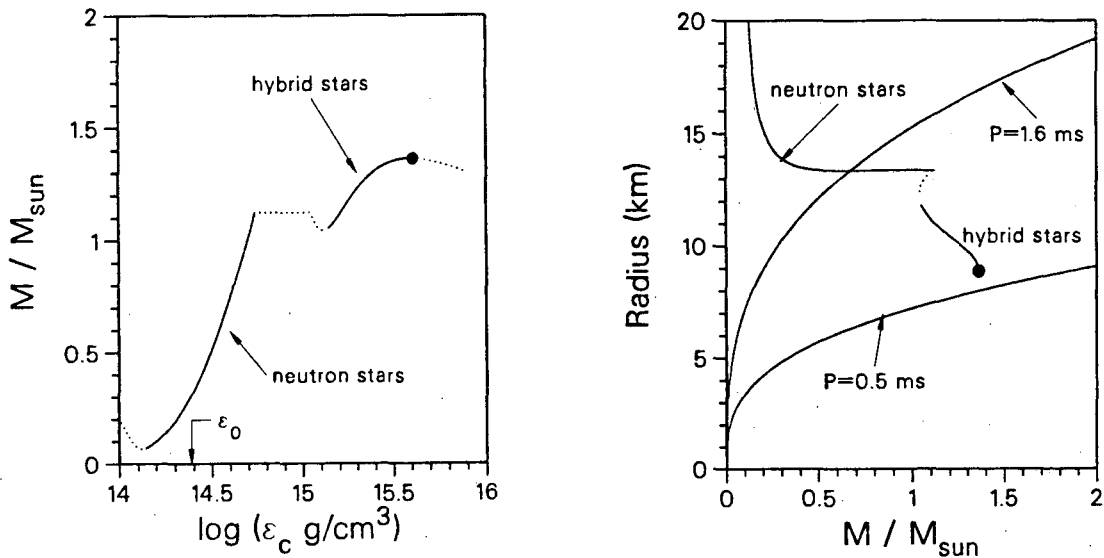 2
1.5
1
0.5
0
M / M_sun
hybrid stars
neutron stars
ε₀
14
14.5
15
15.5
16
log (ε_c g/cm³)
20
15
10
5
0
Radius (km)
neutron stars
P=1.6 ms
hybrid stars
P=0.5 ms
0
0.5
1
1.5
2
M / M_sun